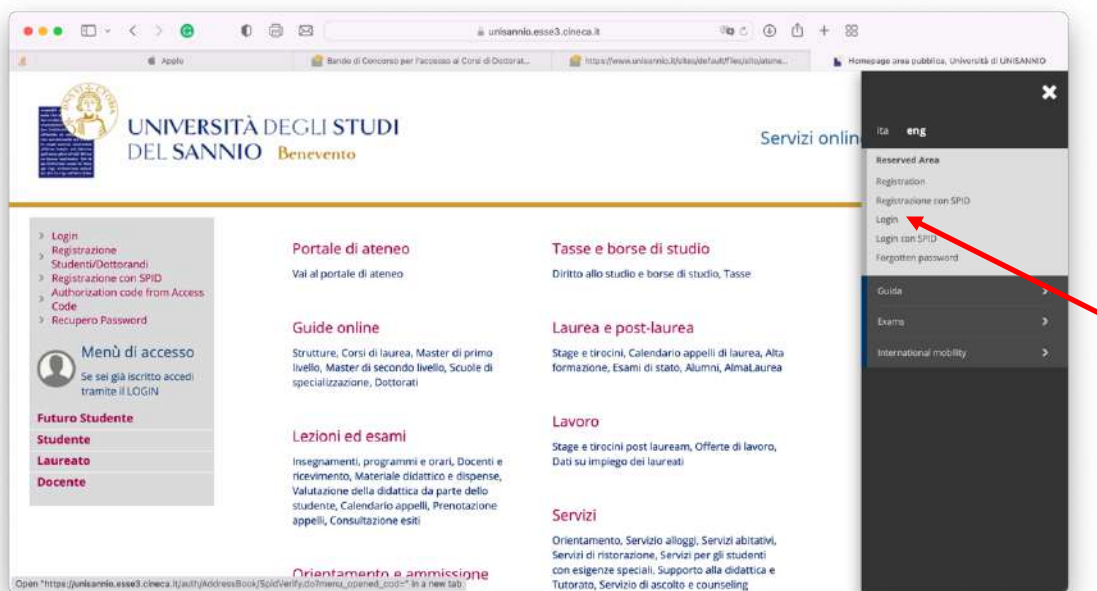 unisannio.esse3.cineca.it
Apple
Bando di Concorso per l'accesso ai Corsi di Dottorat...
https://www.unisannio.it/sites/default/files/sito/atene...
Homepage area pubblica, Università di UNISANNIO
UNIVERSITÀ DEGLI STUDI
DEL SANNIO Benevento
Servizi onlin
ita eng
Reserved Area
Registration
Registrazione con SPID
Login
Login con SPID
Forgotten password
Guida
Exams
International mobility
Login
Registrazione
Studenti/Dottorandi
Registrazione con SPID
Authorization code from Access
Code
Recupero Password
Menù di accesso
Se sei già iscritto accedi
tramite il LOGIN
Futuro Studente
Studente
Laureato
Docente
Portale di ateneo
Vai al portale di ateneo
Guide online
Strutture, Corsi di laurea, Master di primo
livello, Master di secondo livello, Scuole di
specializzazione, Dottorati
Lezioni ed esami
Insegnamenti, programmi e orari, Docenti e
ricevimento, Materiale didattico e dispense,
Valutazione della didattica da parte dello
studente, Calendario appelli, Prenotazione
appelli, Consultazione esiti
Orientamento e ammissione
Tasse e borse di studio
Diritto allo studio e borse di studio, Tasse
Laurea e post-laurea
Stage e tirocini, Calendario appelli di laurea, Alta
formazione, Esami di stato, Alumni, AlmaLaurea
Lavoro
Stage e tirocini post lauream, Offerte di lavoro,
Dati su impiego dei laureati
Servizi
Orientamento, Servizio alloggi, Servizi abitativi,
Servizi di ristorazione, Servizi per gli studenti
con esigenze speciali, Supporto alla didattica e
Tutorato, Servizio di ascolto e counseling
Open "https://unisannio.esse3.cineca.it/auth/AddressBook/SpidVerify.do?menu_opened_cod=" in a new tab